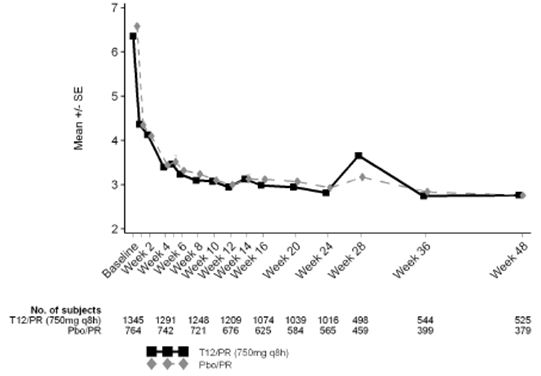 7
6
5
4
3
2
Mean +/- SE
Baseline Week 2 Week 4 Week 6 Week 8 Week 10 Week 12 Week 14 Week 16 Week 20 Week 24 Week 28 Week 36 Week 48
No. of subjects
T12/PR (750mg q8h) 1345 1291 1248 1209 1074 1039 1016 498 544 525
Pbo/PR 764 742 721 676 625 584 565 459 399 379
T12/PR (750mg q8h)
Pbo/PR